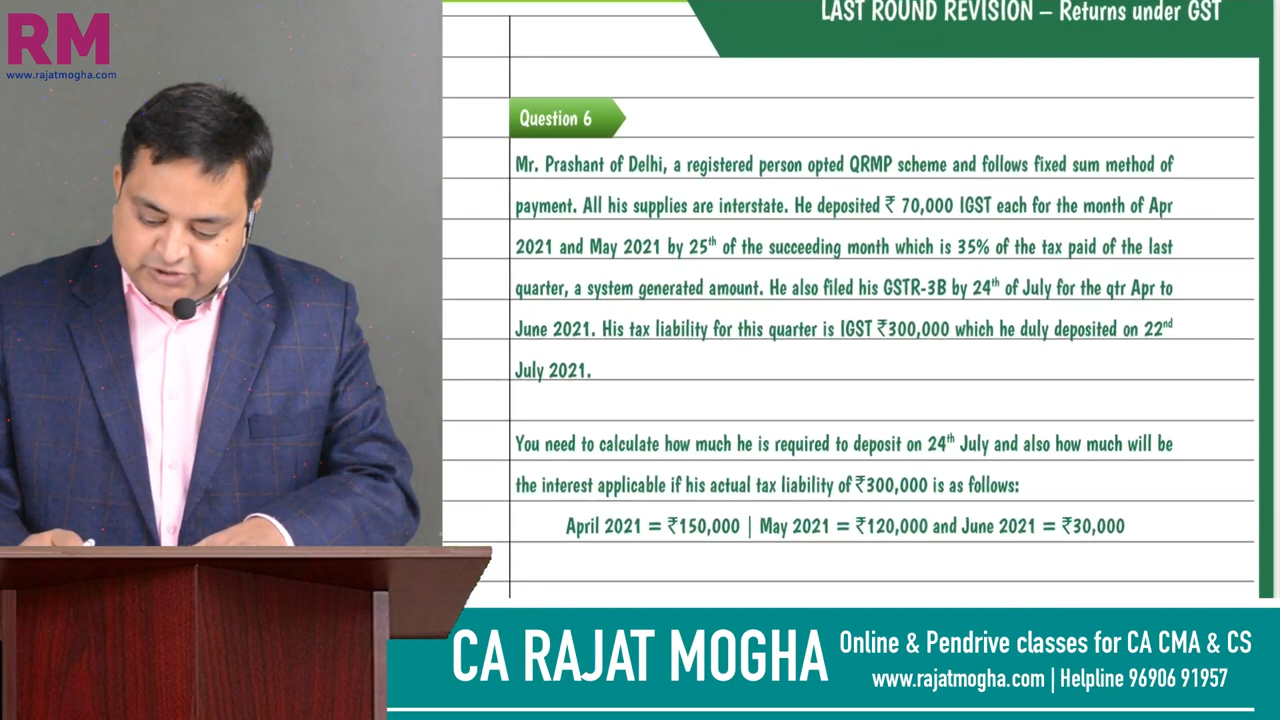 RM
www.rajatmogha.com
LAST ROUND REVISION – Returns under GST
Question 6
Mr. Prashant of Delhi, a registered person opted QRMP scheme and follows fixed sum method of
payment. All his supplies are interstate. He deposited ₹ 70,000 IGST each for the month of Apr
2021 and May 2021 by 25th of the succeeding month which is 35% of the tax paid of the last
quarter, a system generated amount. He also filed his GSTR-3B by 24th of July for the qtr Apr to
June 2021. His tax liability for this quarter is IGST ₹300,000 which he duly deposited on 22nd
July 2021.
You need to calculate how much he is required to deposit on 24th July and also how much will be
the interest applicable if his actual tax liability of ₹300,000 is as follows:
April 2021 = ₹150,000 | May 2021 = ₹120,000 and June 2021 = ₹30,000
CA RAJAT MOGHA
Online & Pendrive classes for CA CMA & CS
www.rajatmogha.com | Helpline 96906 91957